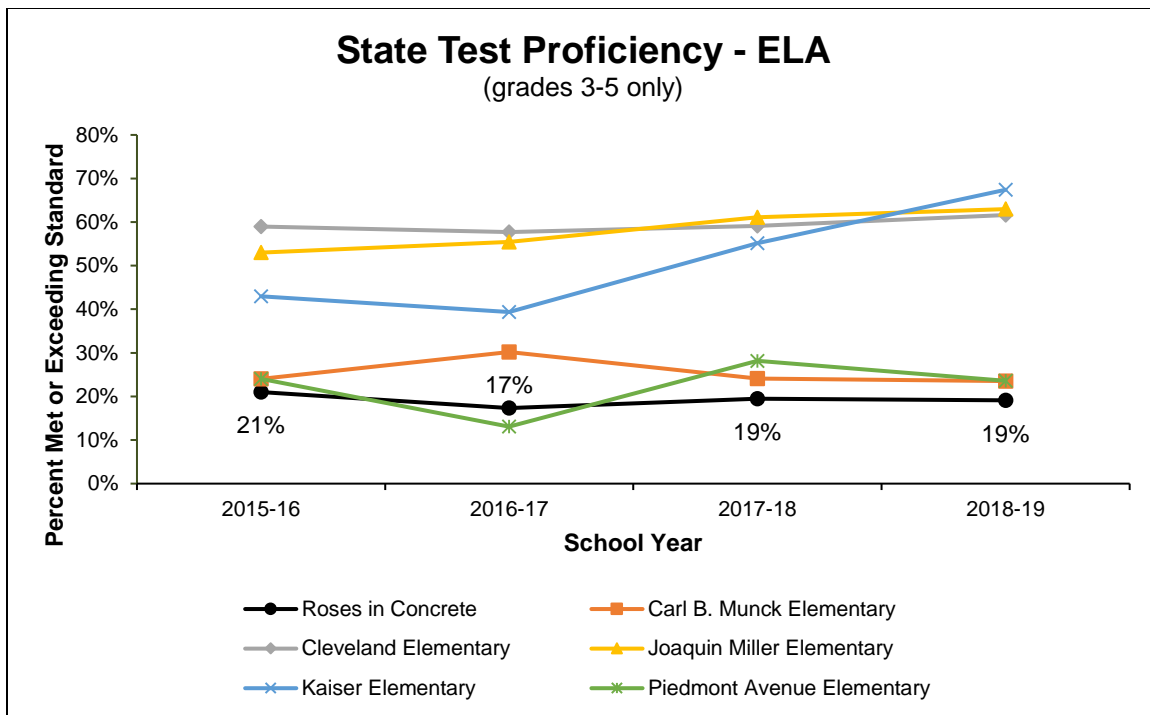 State Test Proficiency - ELA
(grades 3-5 only)
Percent Met or Exceeding Standard
80%
70%
60%
50%
40%
30%
20%
10%
0%
21%
17%
19%
19%
2015-16 2016-17 2017-18 2018-19
School Year
Roses in Concrete Carl B. Munck Elementary
Cleveland Elementary Joaquin Miller Elementary
Kaiser Elementary Piedmont Avenue Elementary